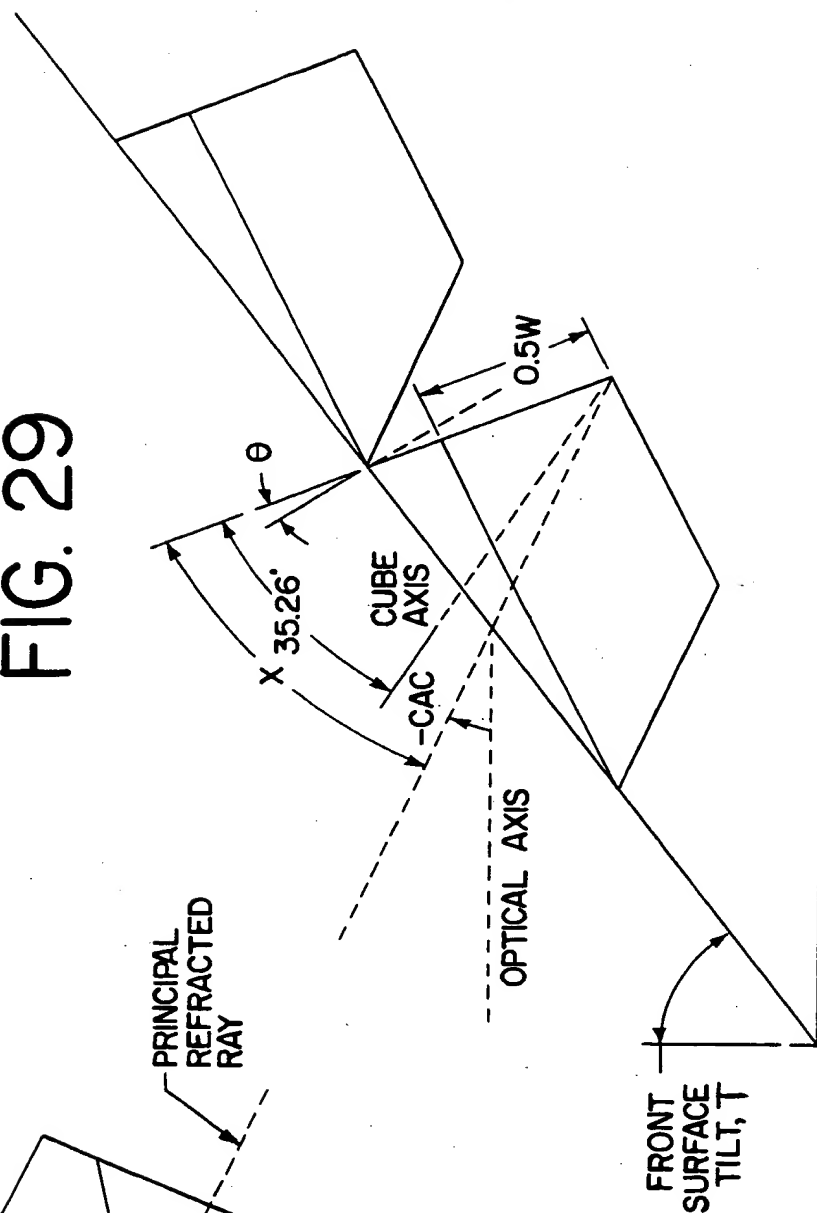 FIG. 29
θ
X
35.26'
CUBE
AXIS
0.5W
-CAC
OPTICAL AXIS
PRINCIPAL
REFRACTED
RAY
FRONT
SURFACE
TILT, T